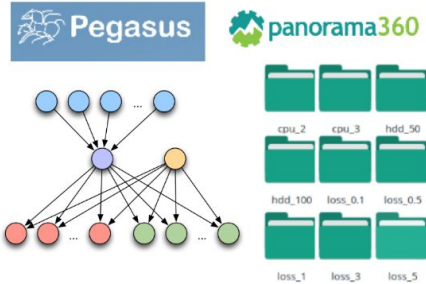 Pegasus
panorama360
...
cpu_2 cpu_3 hdd_50
hdd_100 loss_0.1 loss_0.5
... ...
loss_1 loss_3 loss_5